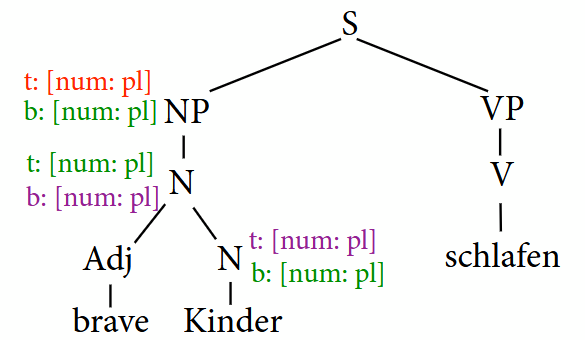 S
t: [num: pl]
b: [num: pl] NP VP
t: [num: pl]
b: [num: pl] N V
Adj N t: [num: pl]
b: [num: pl] schlafen
brave Kinder